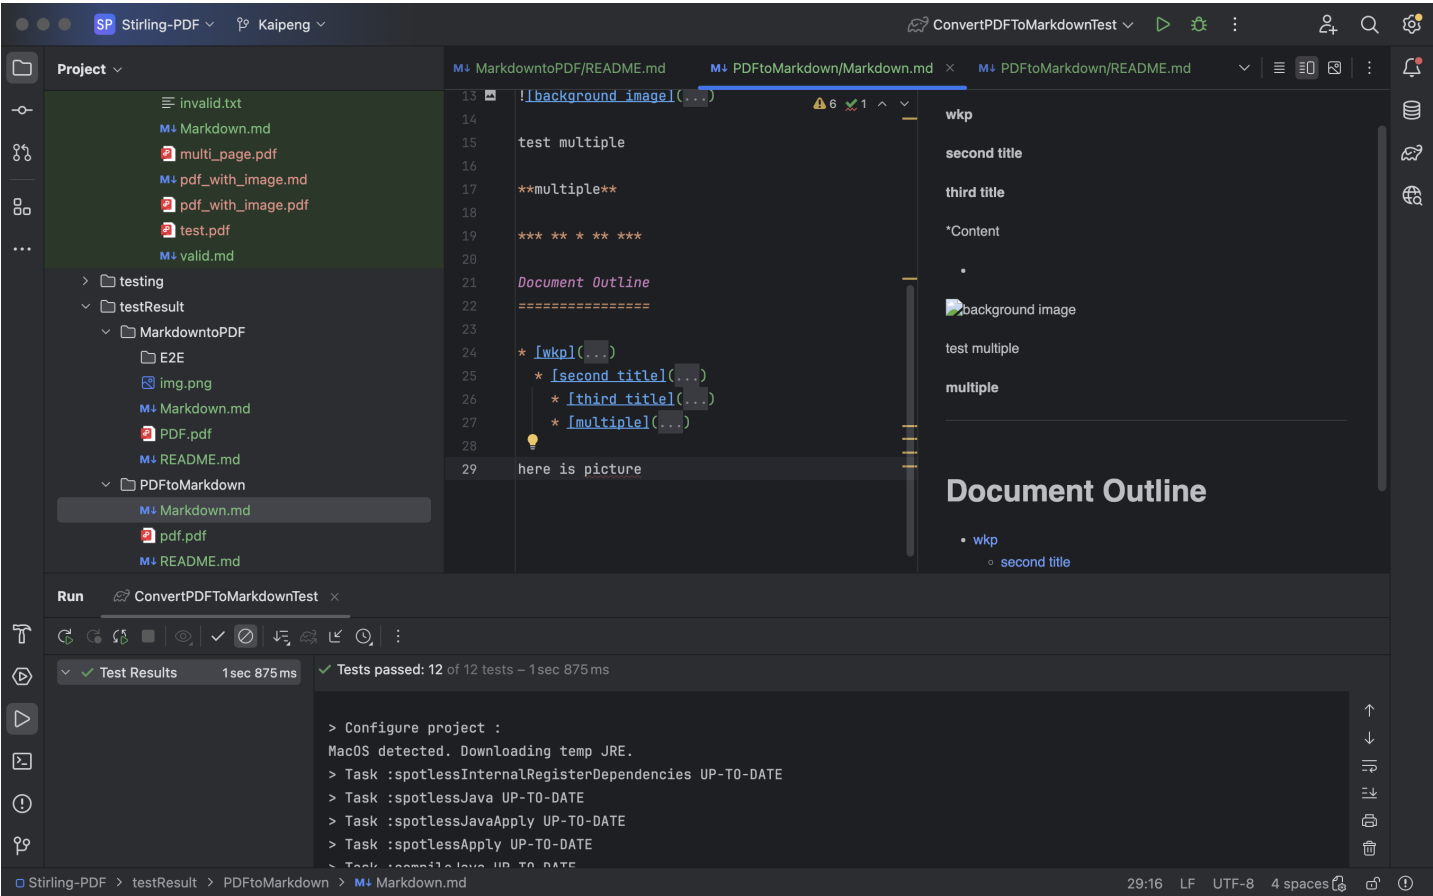 SP Stirling-PDF Kaipeng ConvertPDFToMarkdownTest
Project
invalid.txt
M↓ Markdown.md
multi_page.pdf
M↓ pdf_with_image.md
pdf_with_image.pdf
test.pdf
M↓ valid.md
testing
testResult
MarkdowntoPDF
E2E
img.png
M↓ Markdown.md
PDF.pdf
M↓ README.md
PDFtoMarkdown
M↓ Markdown.md
pdf.pdf
M↓ README.md
M↓ MarkdowntoPDF/README.md M↓ PDFtoMarkdown/Markdown.md M↓ PDFtoMarkdown/README.md
6 1
13 ![background image](...)
14
15 test multiple
16
17 **multiple**
18
19 *** ** * ** ***
20
21 Document Outline
22 ================
23
24 * [wkp](...)
25 * [second title](...)
26 * [third title](...)
27 * [multiple](...)
28
29 here is picture
wkp
second title
third title
*Content
background image
test multiple
multiple
Document Outline
wkp
second title
Run ConvertPDFToMarkdownTest
Test Results 1 sec 875 ms
Tests passed: 12 of 12 tests – 1 sec 875 ms
> Configure project :
MacOS detected. Downloading temp JRE.
> Task :spotlessInternalRegisterDependencies UP-TO-DATE
> Task :spotlessJava UP-TO-DATE
> Task :spotlessJavaApply UP-TO-DATE
> Task :spotlessApply UP-TO-DATE
> Task :compileJava UP-TO-DATE
Stirling-PDF > testResult > PDFtoMarkdown > M↓ Markdown.md
29:16 LF UTF-8 4 spaces